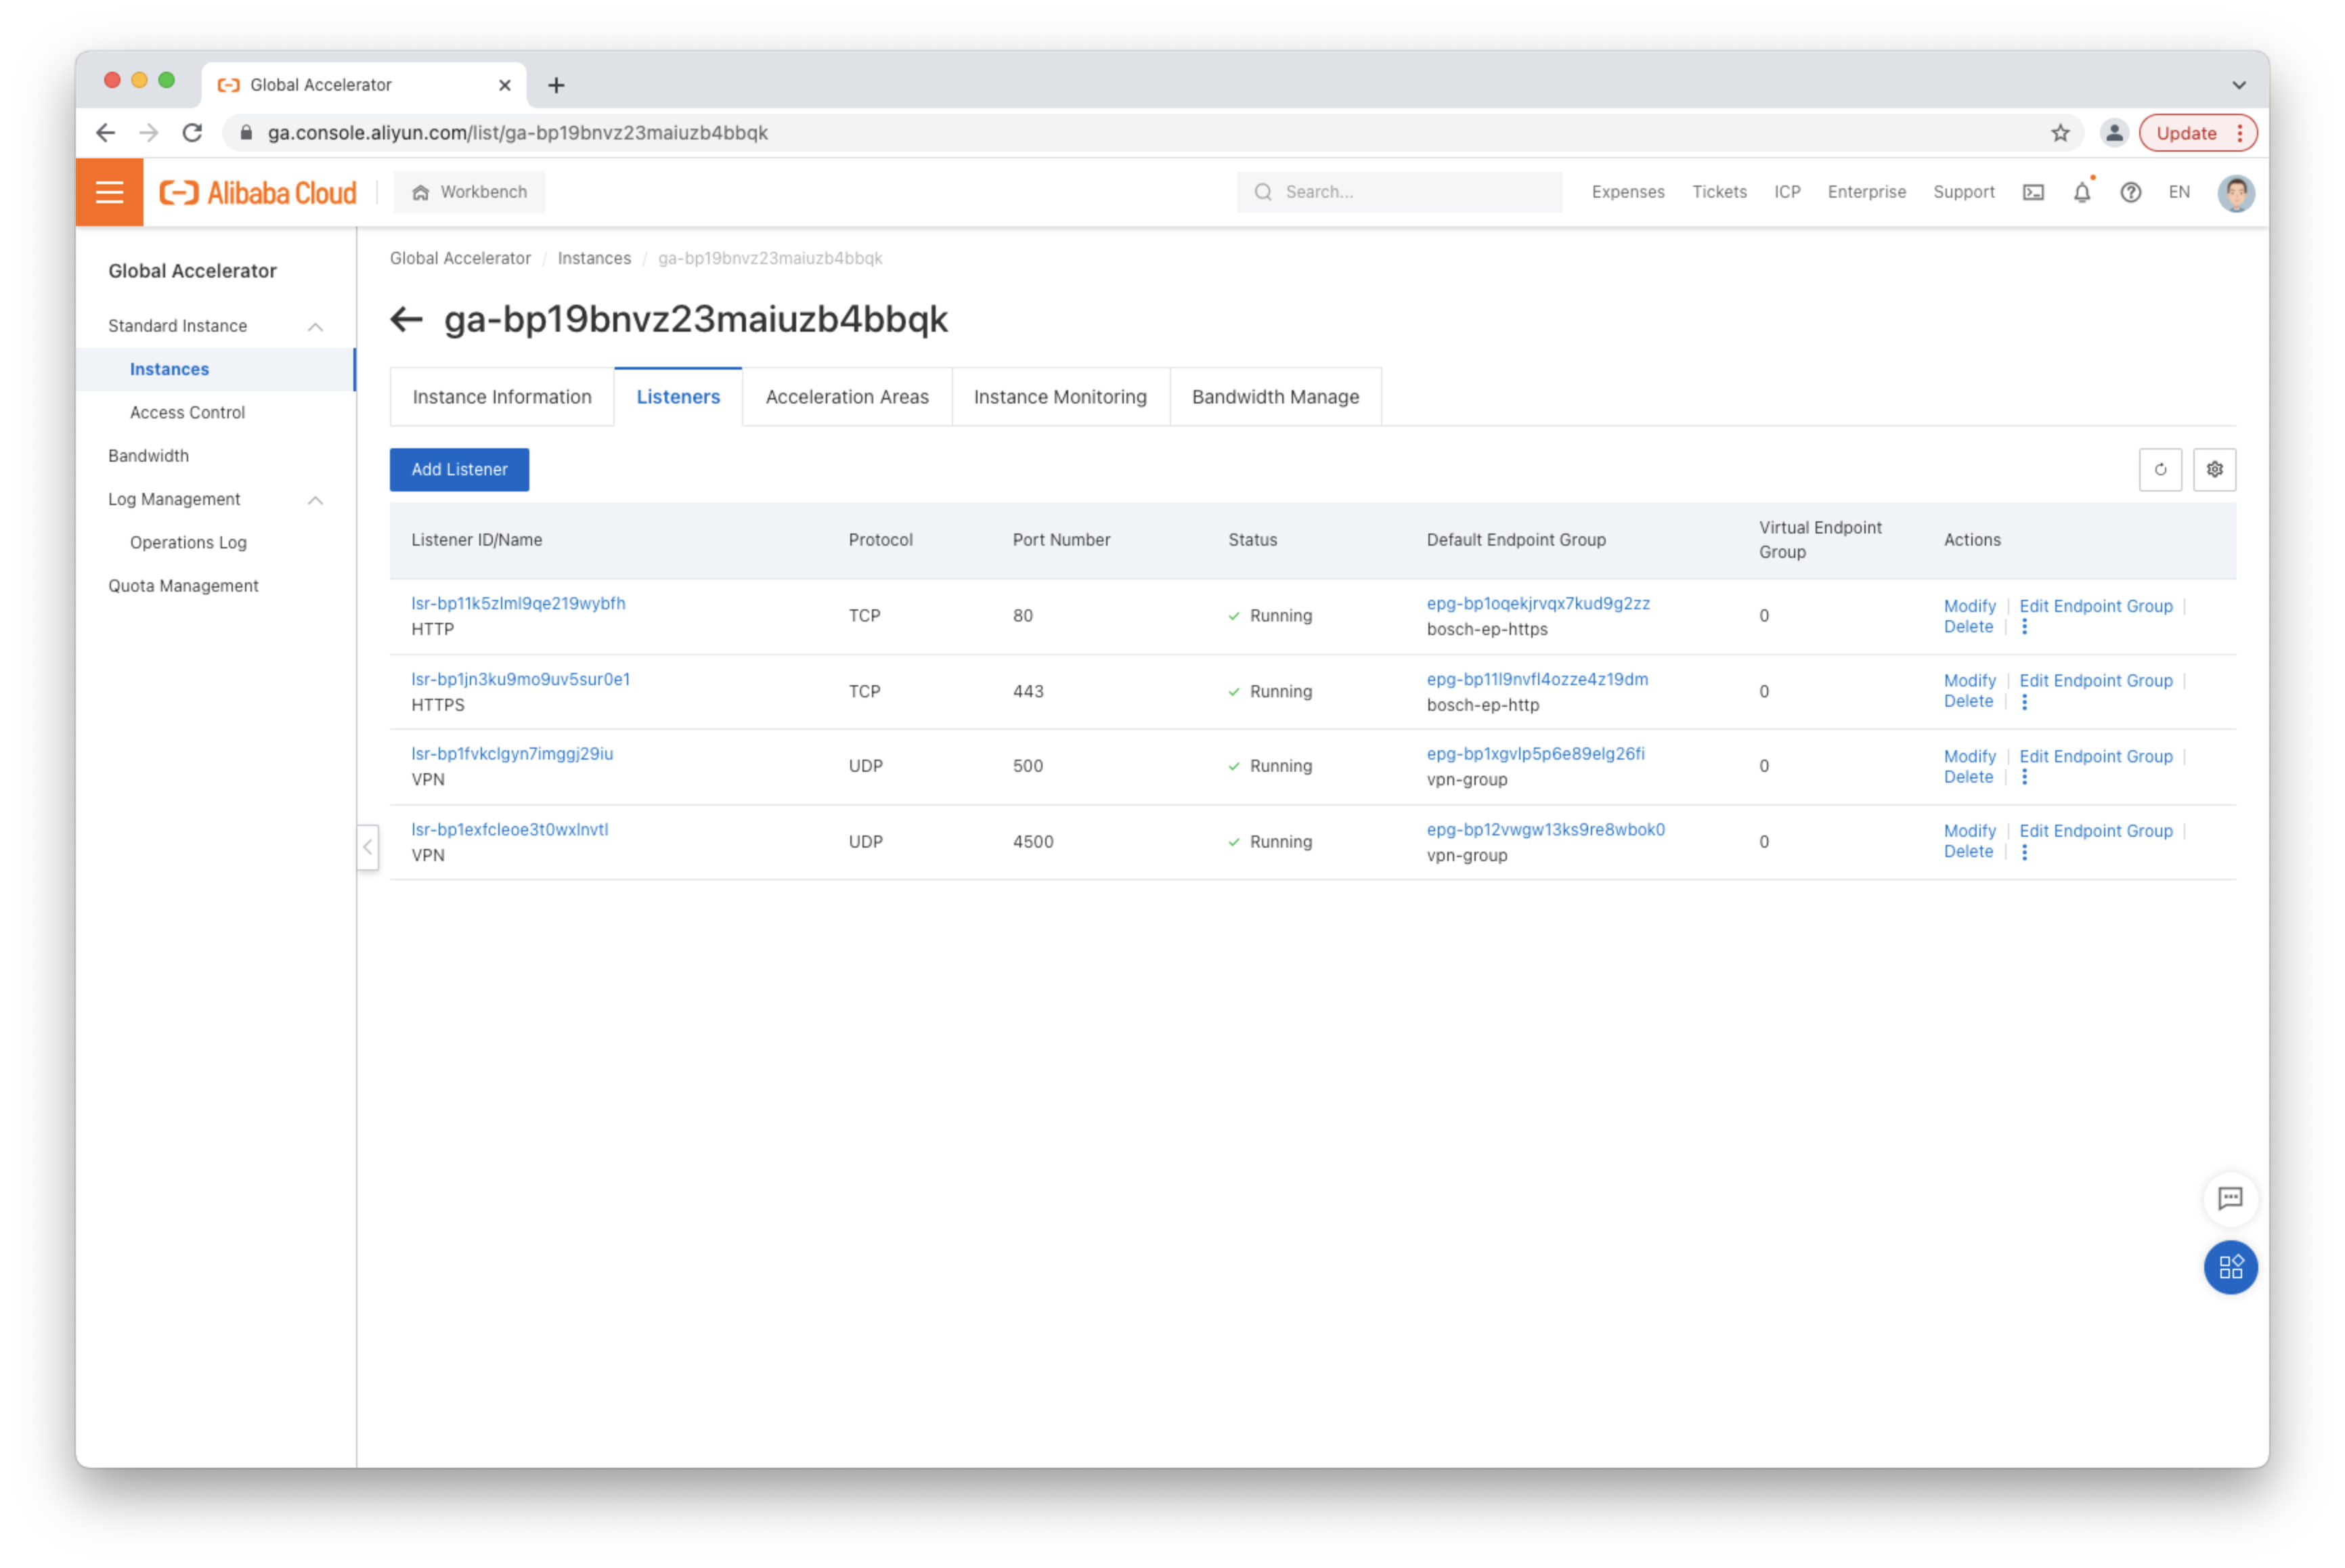 Global Accelerator
ga.console.aliyun.com/list/ga-bp19bnvz23maiuzb4bbqk
Update
Alibaba Cloud
Workbench
Search...
Expenses
Tickets
ICP
Enterprise
Support
EN
Global Accelerator
Standard Instance
Instances
Access Control
Bandwidth
Log Management
Operations Log
Quota Management
Global Accelerator / Instances / ga-bp19bnvz23maiuzb4bbqk
ga-bp19bnvz23maiuzb4bbqk
Instance Information
Listeners
Acceleration Areas
Instance Monitoring
Bandwidth Manage
Add Listener
Listener ID/Name
Protocol
Port Number
Status
Default Endpoint Group
Virtual Endpoint
Group
Actions
lsr-bp11k5zlml9qe219wybfh
HTTP
TCP
80
Running
epg-bp1oqekjrvqx7kud9g2zz
bosch-ep-https
0
Modify | Edit Endpoint Group |
Delete |
lsr-bp1jn3ku9mo9uv5sur0e1
HTTPS
TCP
443
Running
epg-bp11l9nvfl4ozze4z19dm
bosch-ep-http
0
Modify | Edit Endpoint Group |
Delete |
lsr-bp1fvkclgyn7imggj29iu
VPN
UDP
500
Running
epg-bp1xgvlp5p6e89elg26fi
vpn-group
0
Modify | Edit Endpoint Group |
Delete |
lsr-bp1exfcleoe3t0wxlnvtl
VPN
UDP
4500
Running
epg-bp12vwgw13ks9re8wbok0
vpn-group
0
Modify | Edit Endpoint Group |
Delete |